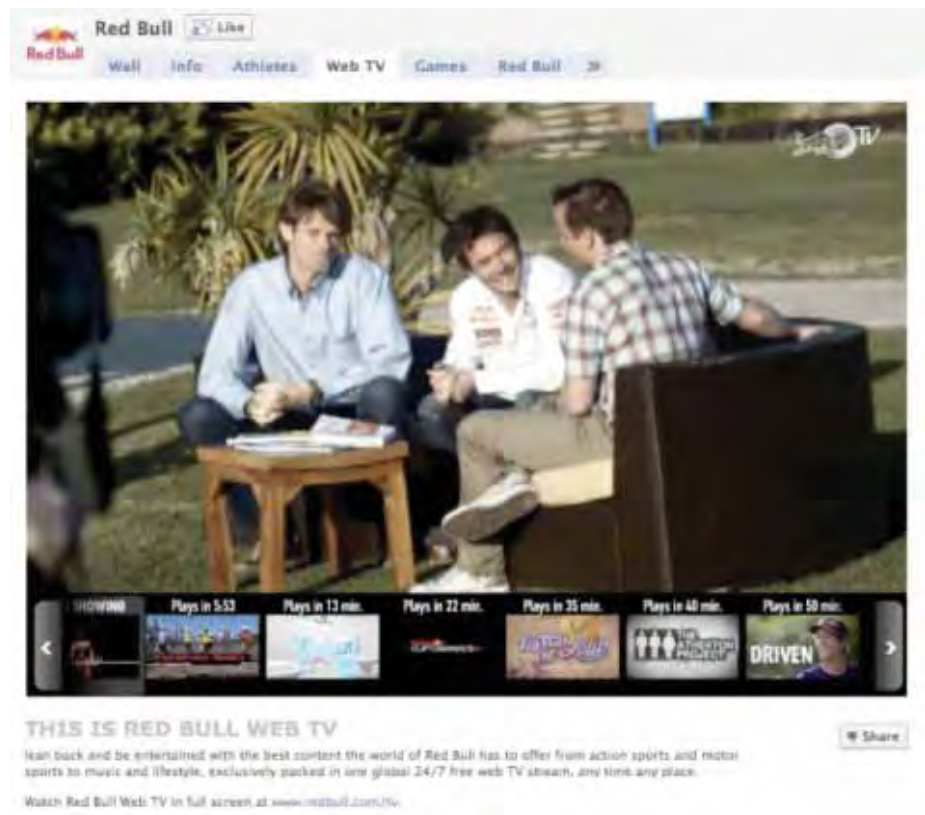 Red Bull Like
Red Bull
Wall Info Athletes Web TV Games Red Bull »
TV
SHOWING Plays in 5:53 Plays in 13 min. Plays in 22 min. Plays in 35 min. Plays in 40 min. Plays in 50 min.
THE ATHERTON PROJECT
DRIVEN
THIS IS RED BULL WEB TV
Share
lean back and be entertained with the best content the world of Red Bull has to offer from action sports and motor
sports to music and lifestyle, exclusively packed in one global 24/7 free web TV stream, any time any place.
Watch Red Bull Web TV in full screen at www.redbull.com/tv.